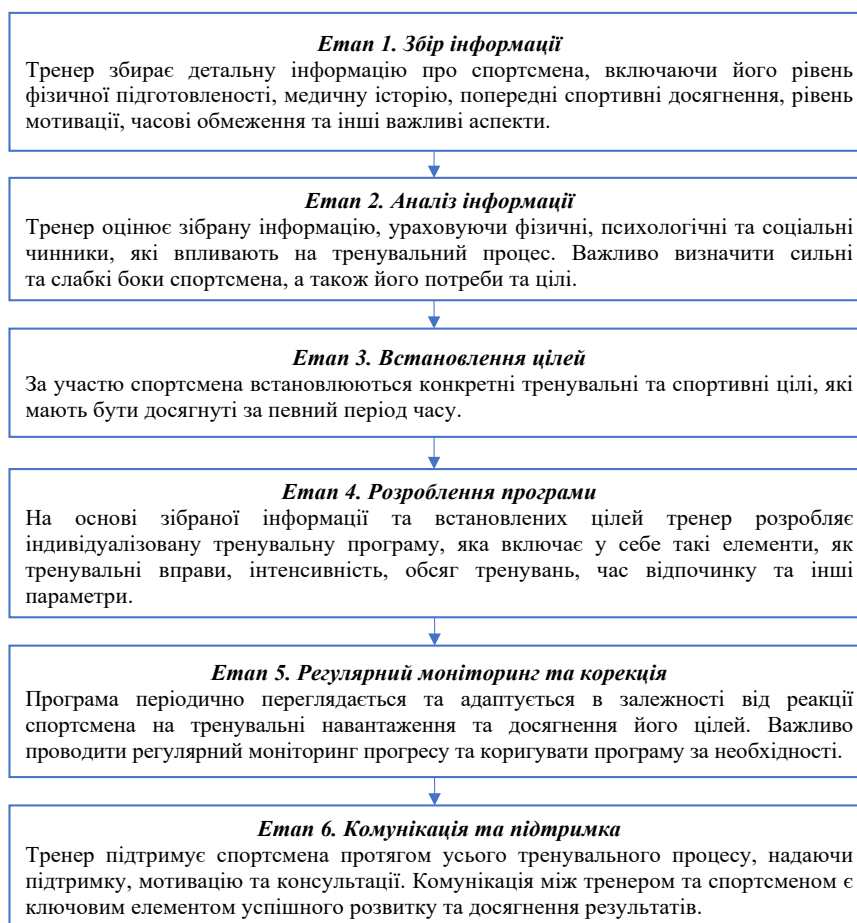 Етап 1. Збір інформації
Тренер збирає детальну інформацію про спортсмена, включаючи його рівень
фізичної підготовленості, медичну історію, попередні спортивні досягнення, рівень
мотивації, часові обмеження та інші важливі аспекти.
Етап 2. Аналіз інформації
Тренер оцінює зібрану інформацію, ураховуючи фізичні, психологічні та соціальні
чинники, які впливають на тренувальний процес. Важливо визначити сильні
та слабкі боки спортсмена, а також його потреби та цілі.
Етап 3. Встановлення цілей
За участю спортсмена встановлюються конкретні тренувальні та спортивні цілі, які
мають бути досягнуті за певний період часу.
Етап 4. Розроблення програми
На основі зібраної інформації та встановлених цілей тренер розробляє
індивідуалізовану тренувальну програму, яка включає у себе такі елементи, як
тренувальні вправи, інтенсивність, обсяг тренувань, час відпочинку та інші
параметри.
Етап 5. Регулярний моніторинг та корекція
Програма періодично переглядається та адаптується в залежності від реакції
спортсмена на тренувальні навантаження та досягнення його цілей. Важливо
проводити регулярний моніторинг прогресу та коригувати програму за необхідності.
Етап 6. Комунікація та підтримка
Тренер підтримує спортсмена протягом усього тренувального процесу, надаючи
підтримку, мотивацію та консультації. Комунікація між тренером та спортсменом є
ключовим елементом успішного розвитку та досягнення результатів.